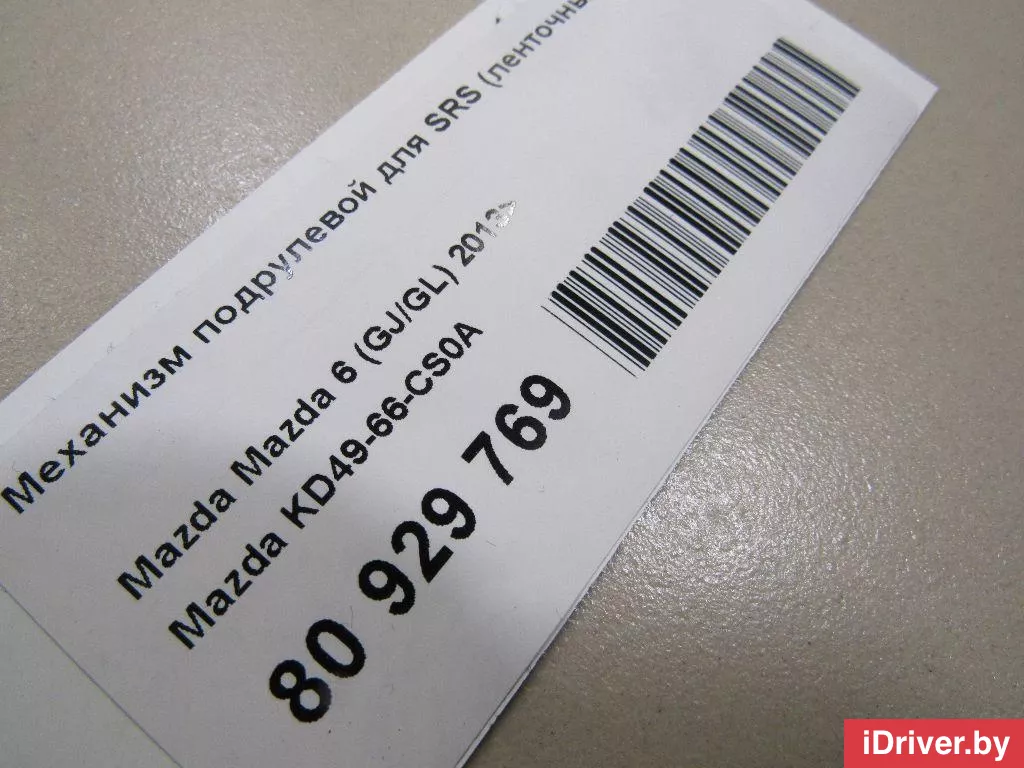 Механизм подрулевой для SRS (ленточны
Mazda Mazda 6 (GJ/GL) 2013>
Mazda KD49-66-CS0A
80 929 769
iDriver.by